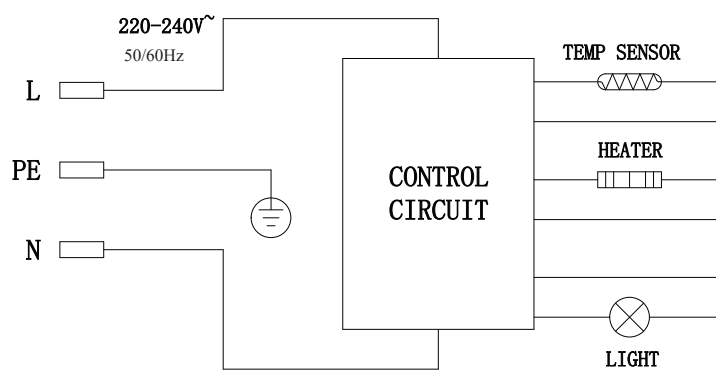 220-240V~
50/60Hz
L
PE
N
CONTROL
CIRCUIT
TEMP SENSOR
HEATER
LIGHT